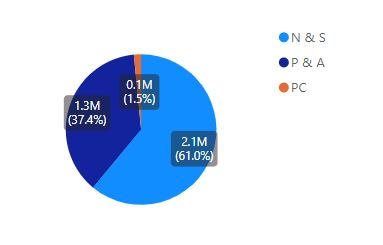 N & S
P & A
PC
0.1M
(1.5%)
1.3M
(37.4%)
2.1M
(61.0%)